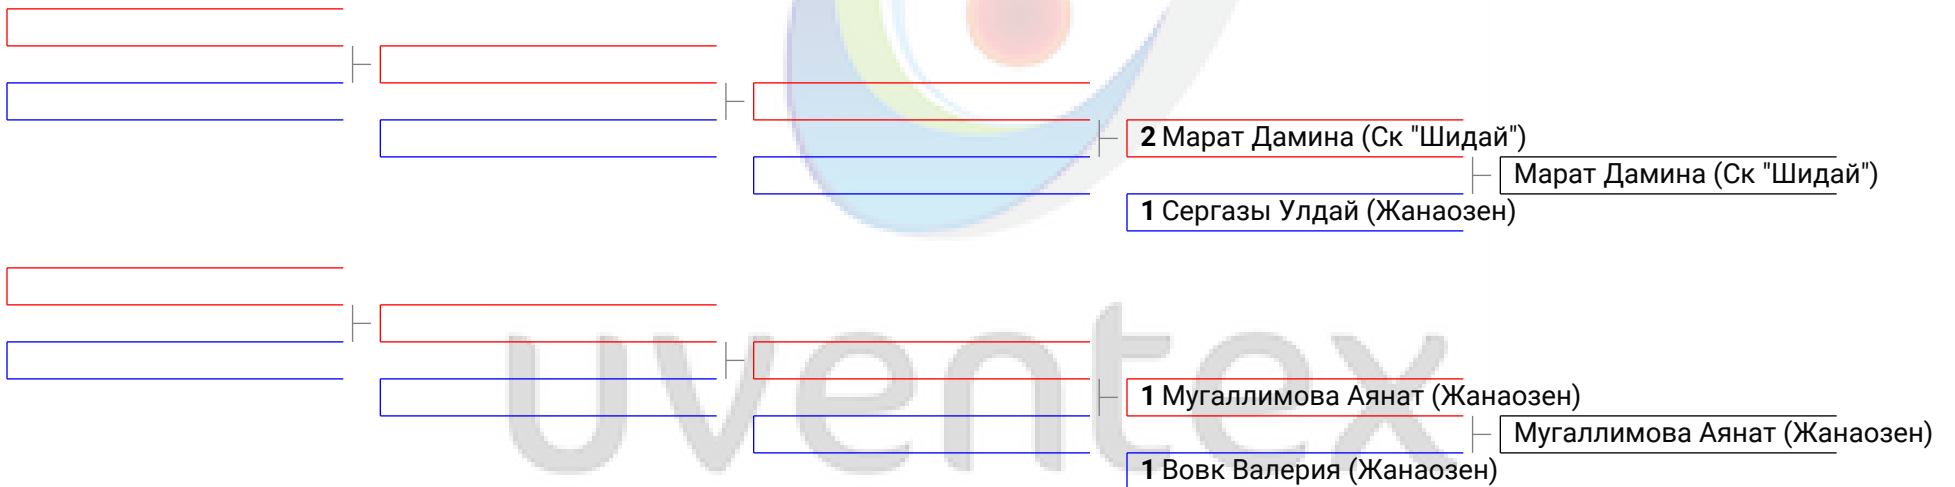 2 Марат Дамина (Ск "Шидай")
Марат Дамина (Ск "Шидай")
1 Сергазы Улдай (Жанаозен)
uventex
1 Мугаллимова Аянат (Жанаозен)
Мугаллимова Аянат (Жанаозен)
1 Вовк Валерия (Жанаозен)